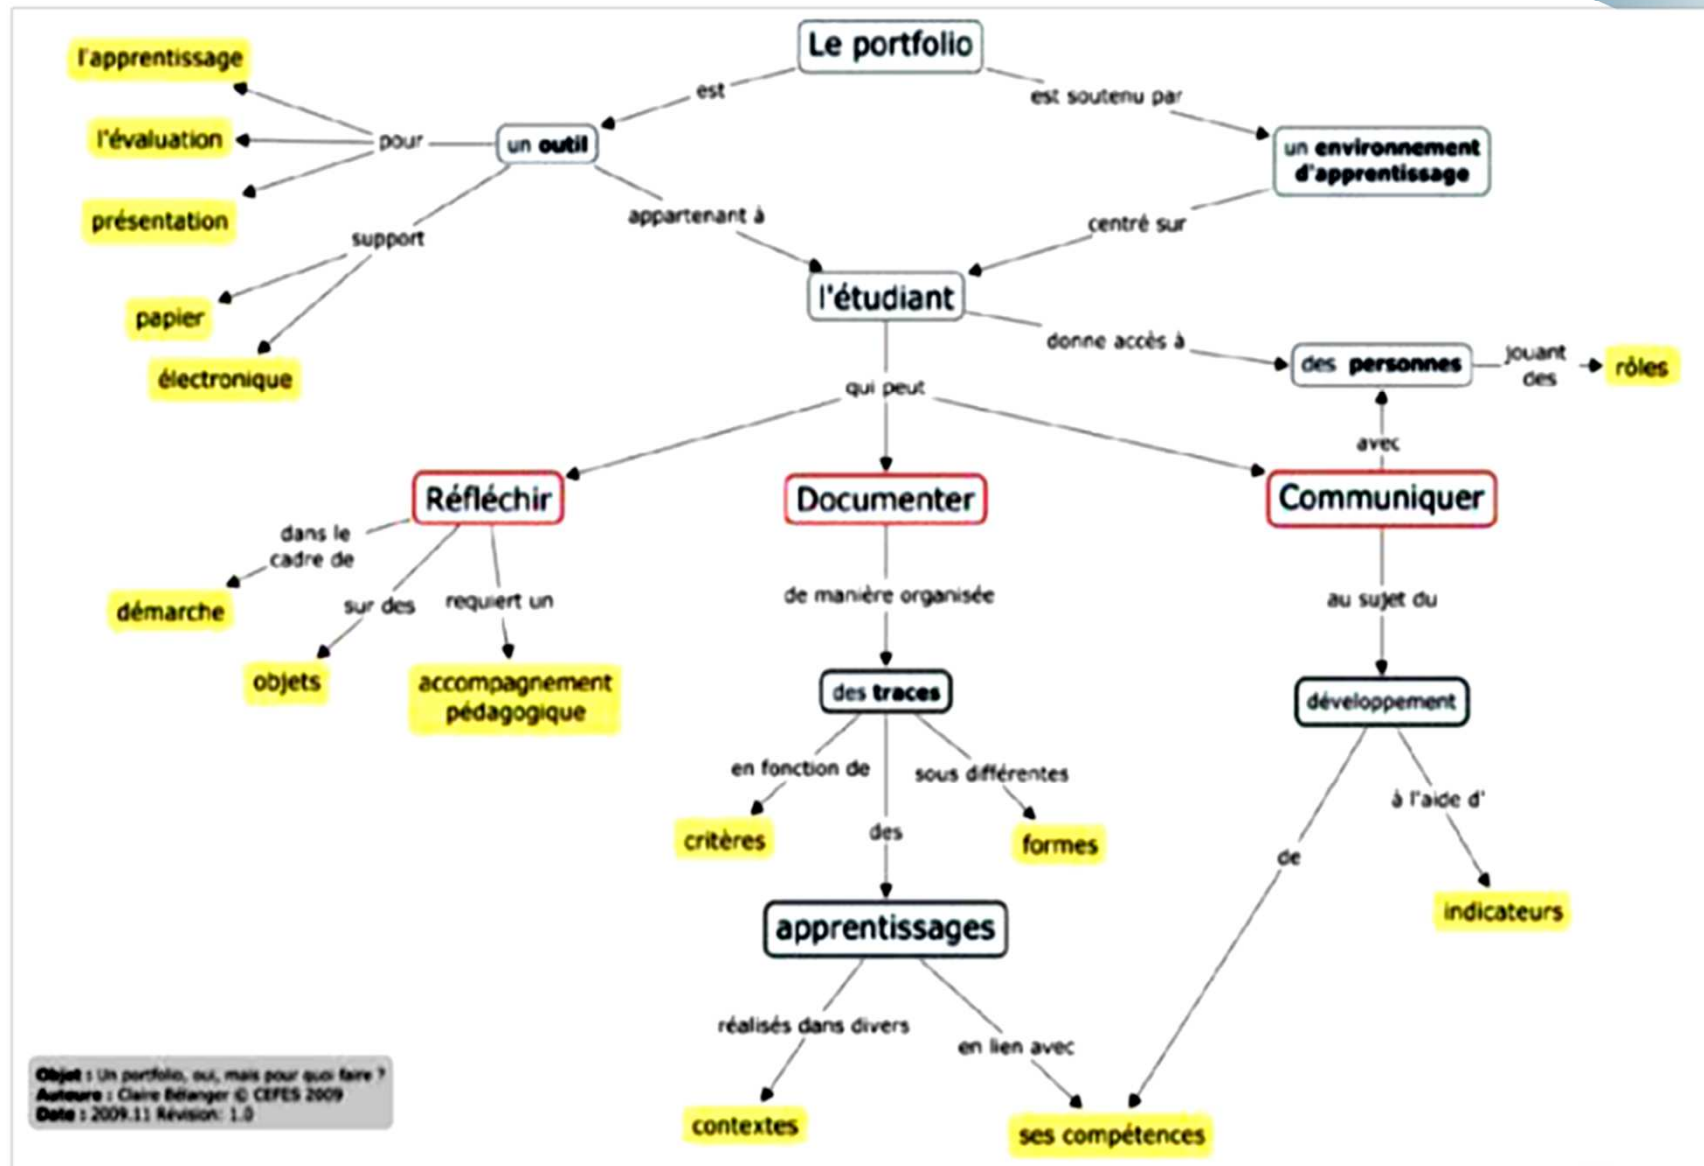 Le portfolio
l'apprentissage
est
est soutenu par
l'évaluation
pour
un outil
un environnement
d'apprentissage
présentation
support
appartenant à
centré sur
papier
l'étudiant
électronique
donne accès à
des personnes
jouant
des
rôles
qui peut
avec
Réfléchir
Documenter
Communiquer
dans le
cadre de
démarche
sur des
requiert un
de manière organisée
au sujet du
objets
accompagnement
pédagogique
des traces
développement
en fonction de
sous différentes
à l'aide d'
critères
des
formes
de
indicateurs
apprentissages
réalisés dans divers
en lien avec
contextes
ses compétences
Objet : Un portfolio, oui, mais pour quoi faire ?
Auteure : Claire Bélanger © CEFES 2009
Date : 2009.11 Révision: 1.0